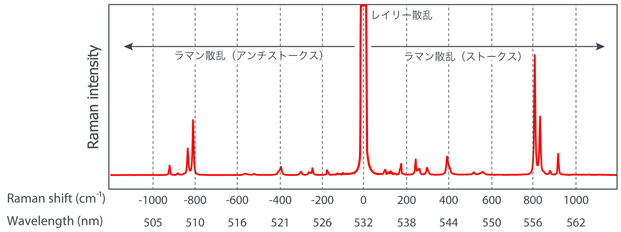 レイリー散乱
ラマン散乱（アンチストークス）
ラマン散乱（ストークス）
Raman intensity
Raman shift (cm-1) -1000 -800 -600 -400 -200 0 200 400 600 800 1000
Wavelength (nm) 505 510 516 521 526 532 538 544 550 556 562